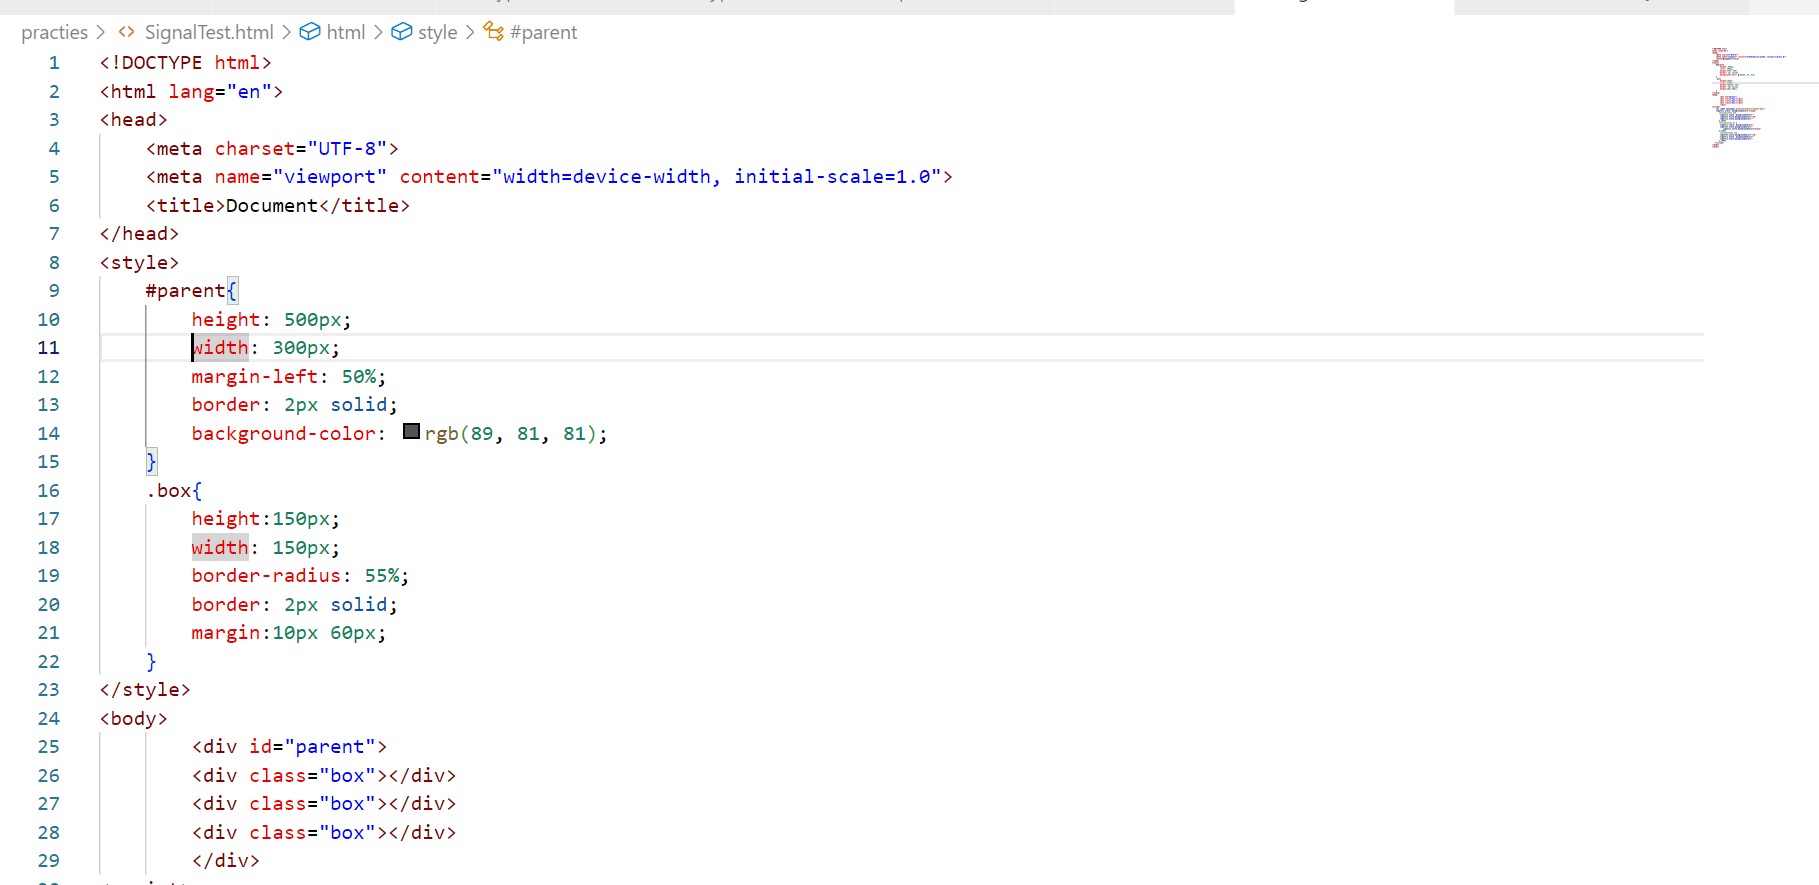 practies > SignalTest.html > html > style > #parent
1 <!DOCTYPE html>
2 <html lang="en">
3 <head>
4 <meta charset="UTF-8">
5 <meta name="viewport" content="width=device-width, initial-scale=1.0">
6 <title>Document</title>
7 </head>
8 <style>
9 #parent{
10 height: 500px;
11 width: 300px;
12 margin-left: 50%;
13 border: 2px solid;
14 background-color: rgb(89, 81, 81);
15 }
16 .box{
17 height:150px;
18 width: 150px;
19 border-radius: 55%;
20 border: 2px solid;
21 margin:10px 60px;
22 }
23 </style>
24 <body>
25 <div id="parent">
26 <div class="box"></div>
27 <div class="box"></div>
28 <div class="box"></div>
29 </div>